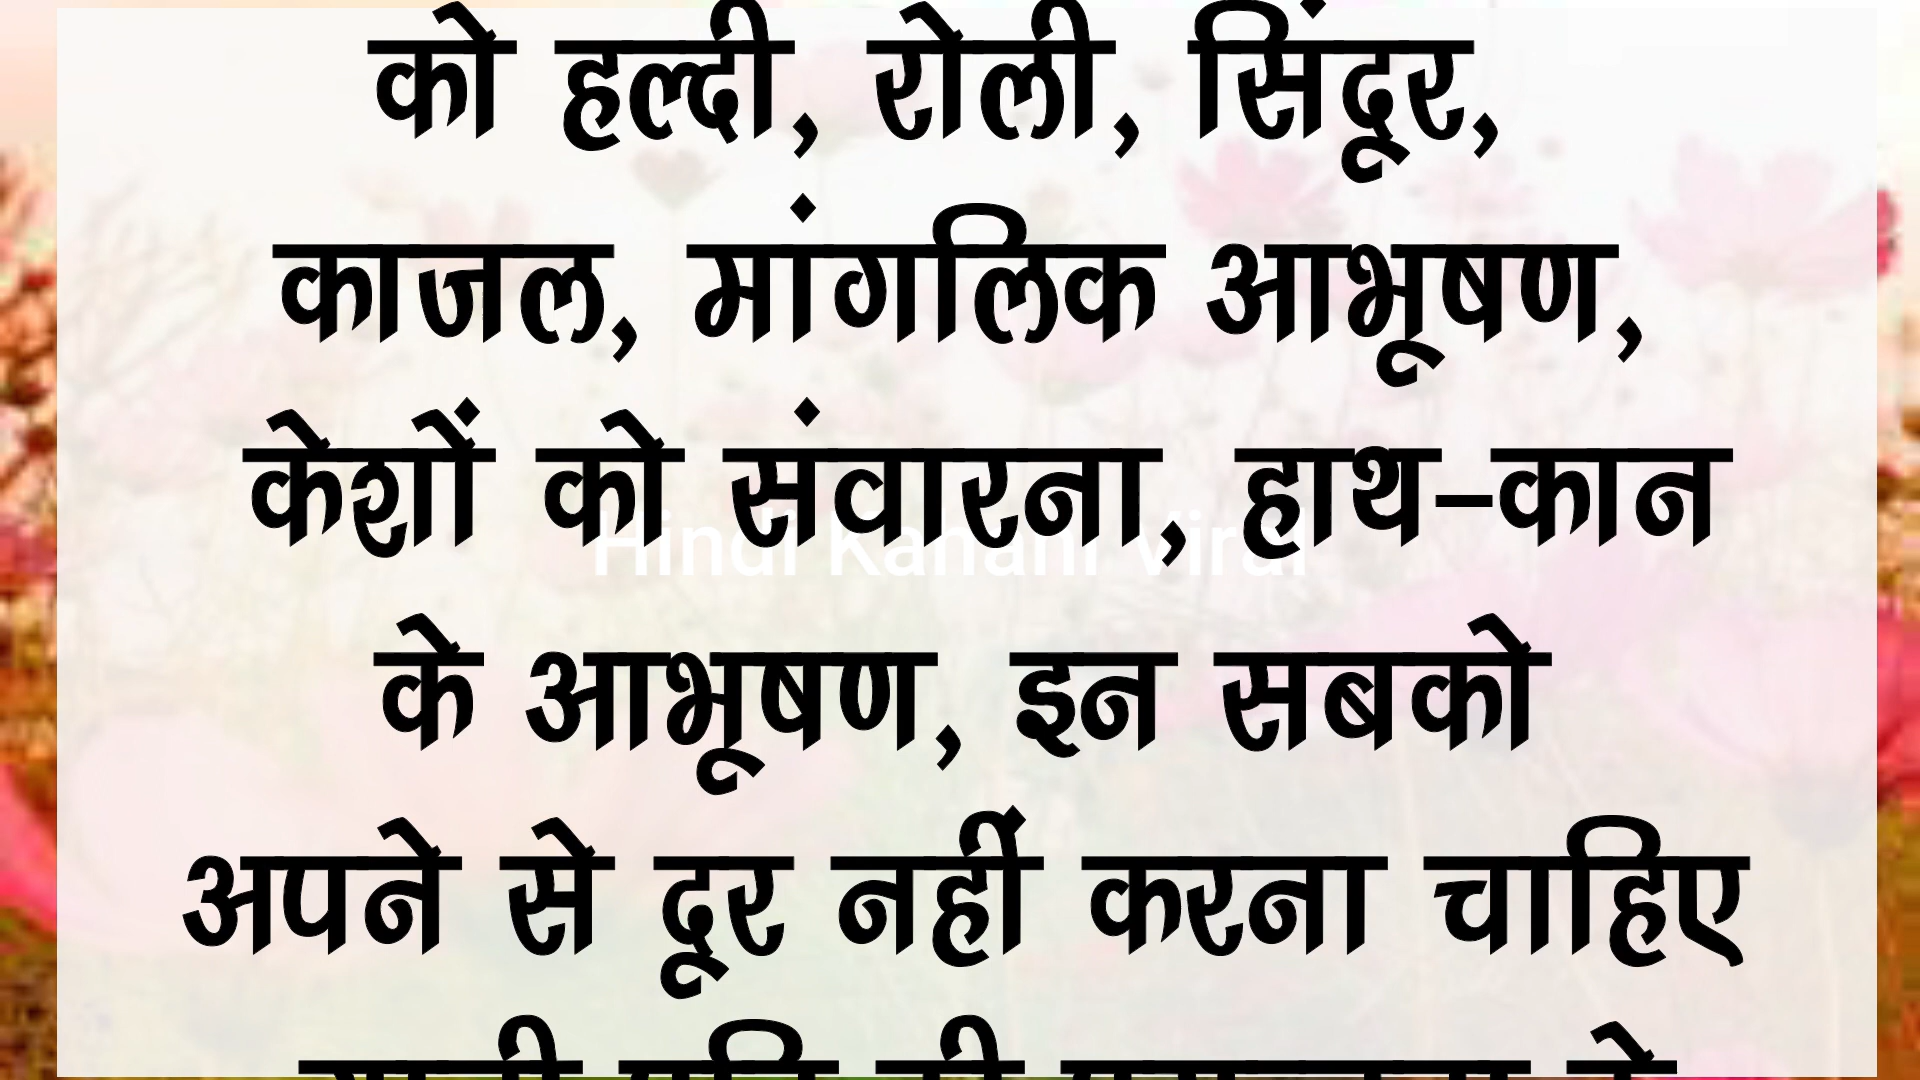 को हल्दी, रोली, सिंदूर,
काजल, मांगलिक आभूषण,
केशों को संवारना, हाथ-कान
Hindi Kahani Viral
के आभूषण, इन सबको
अपने से दूर नहीं करना चाहिए